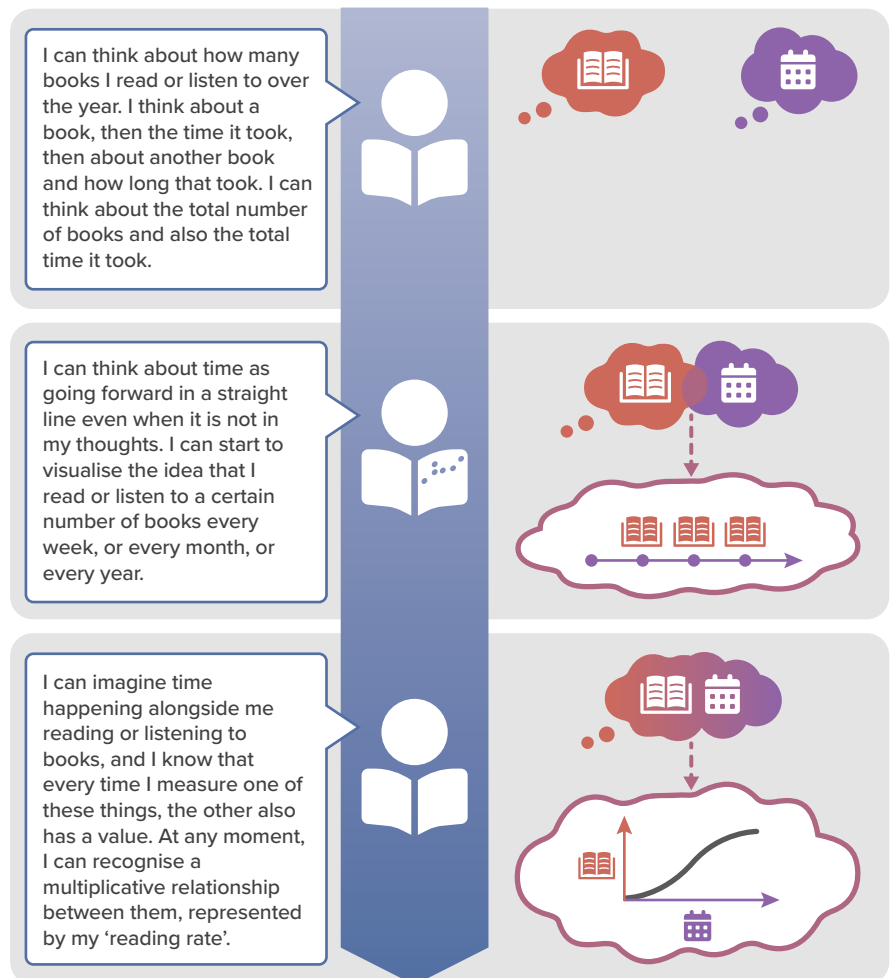 I can think about how many
books I read or listen to over
the year. I think about a
book, then the time it took,
then about another book
and how long that took. I can
think about the total number
of books and also the total
time it took.
I can think about time as
going forward in a straight
line even when it is not in
my thoughts. I can start to
visualise the idea that I
read or listen to a certain
number of books every
week, or every month, or
every year.
I can imagine time
happening alongside me
reading or listening to
books, and I know that
every time I measure one of
these things, the other also
has a value. At any moment,
I can recognise a
multiplicative relationship
between them, represented
by my ‘reading rate’.